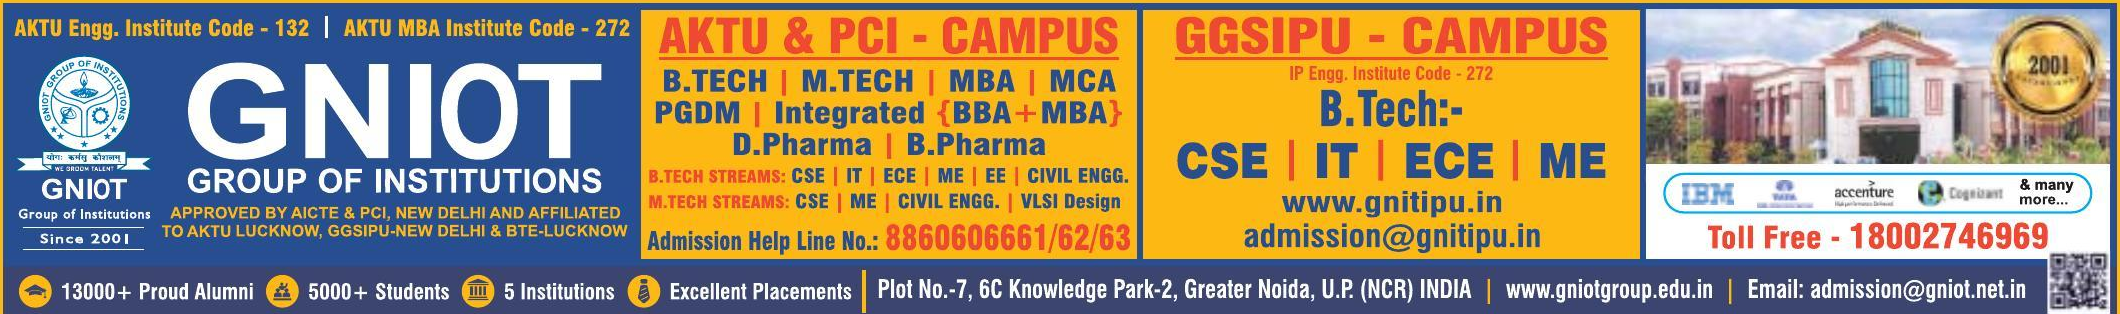 AKTU Engg. Institute Code - 132 | AKTU MBA Institute Code - 272
GNIOT GROUP OF INSTITUTIONS
योगः कर्मसु कौशलम्
WE GROOM TALENT
GNIOT
Group of Institutions
Since 2001
GNIOT
GROUP OF INSTITUTIONS
APPROVED BY AICTE & PCI, NEW DELHI AND AFFILIATED
TO AKTU LUCKNOW, GGSIPU-NEW DELHI & BTE-LUCKNOW
AKTU & PCI - CAMPUS
B.TECH | M.TECH | MBA | MCA
PGDM | Integrated {BBA+MBA}
D.Pharma | B.Pharma
B.TECH STREAMS: CSE | IT | ECE | ME | EE | CIVIL ENGG.
M.TECH STREAMS: CSE | ME | CIVIL ENGG. | VLSI Design
Admission Help Line No.: 8860606661/62/63
GGSIPU - CAMPUS
IP Engg. Institute Code - 272
B.Tech:-
CSE | IT | ECE | ME
www.gnitipu.in
admission@gnitipu.in
2001
IBM TATA accenture Cognizant & many more...
High performance. Delivered.
Toll Free - 18002746969
13000+ Proud Alumni 5000+ Students 5 Institutions Excellent Placements | Plot No.-7, 6C Knowledge Park-2, Greater Noida, U.P. (NCR) INDIA | www.gniotgroup.edu.in | Email: admission@gniot.net.in